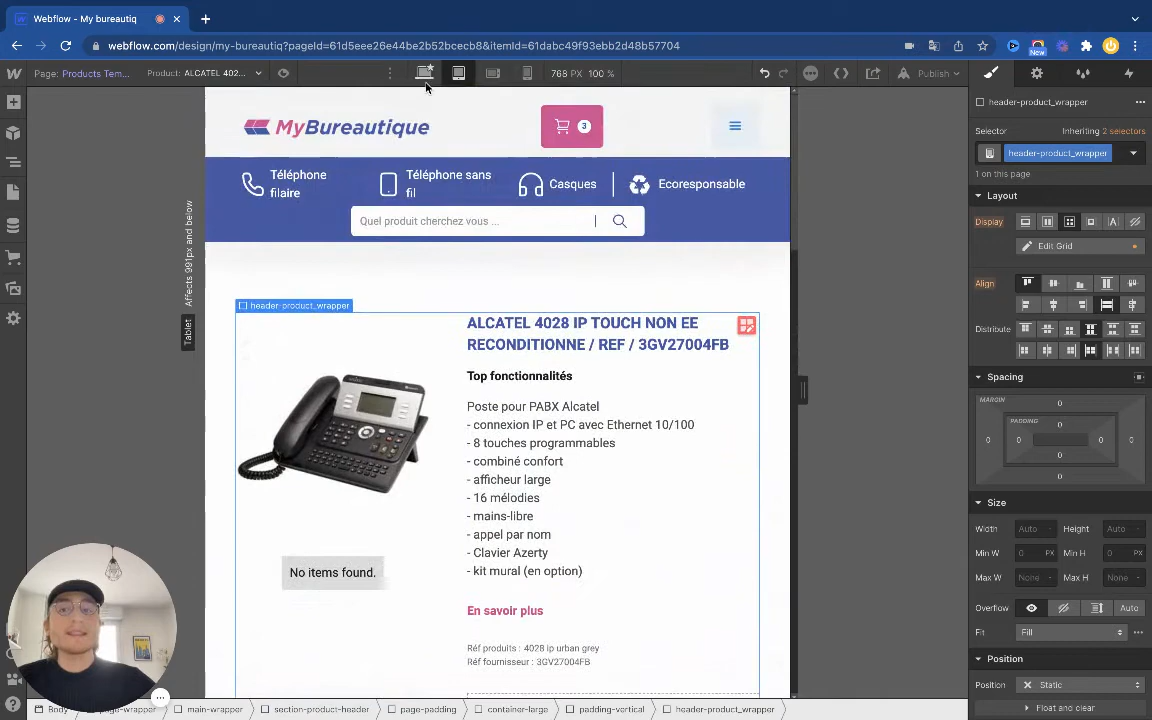 Webflow - My bureautiq
webflow.com/design/my-bureautiq?pageId=61d5eee26e44be2b52bcecb8&itemId=61dabc49f93ebb2d48b57704
New
Page: Products Tem...
Product: ALCATEL 402...
768 PX 100 %
Publish
Affects 991px and below
Tablet
MyBureautique
3
Téléphone
filaire
Téléphone sans
fil
Casques
Ecoresponsable
Quel produit cherchez vous ...
header-product_wrapper
ALCATEL 4028 IP TOUCH NON EE
RECONDITIONNE / REF / 3GV27004FB
Top fonctionnalités
Poste pour PABX Alcatel
- connexion IP et PC avec Ethernet 10/100
- 8 touches programmables
- combiné confort
- afficheur large
- 16 mélodies
- mains-libre
- appel par nom
- Clavier Azerty
- kit mural (en option)
No items found.
En savoir plus
Réf produits : 4028 ip urban grey
Réf fournisseur : 3GV27004FB
header-product_wrapper
Selector
Inheriting 2 selectors
header-product_wrapper
1 on this page
Layout
Display
Edit Grid
Align
Distribute
Spacing
MARGIN
0
PADDING
0
0 0 0 0
0
0
Size
Width Auto - Height Auto -
Min W 0 PX Min H 0 PX
Max W None - Max H None -
Overflow Auto
Fit Fill
Position
Position Static
Float and clear
Body
page-wrapper
main-wrapper
section-product-header
page-padding
container-large
padding-vertical
header-product_wrapper